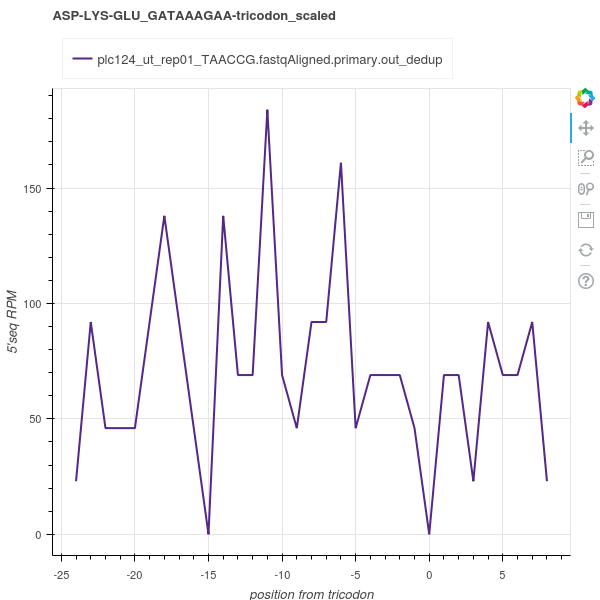 ASP-LYS-GLU_GATAAAGAA-tricodon_scaled
plc124_ut_rep01_TAACCG.fastqAligned.primary.out_dedup
5'seq RPM
150
100
50
0
-25 -20 -15 -10 -5 0 5
position from tricodon